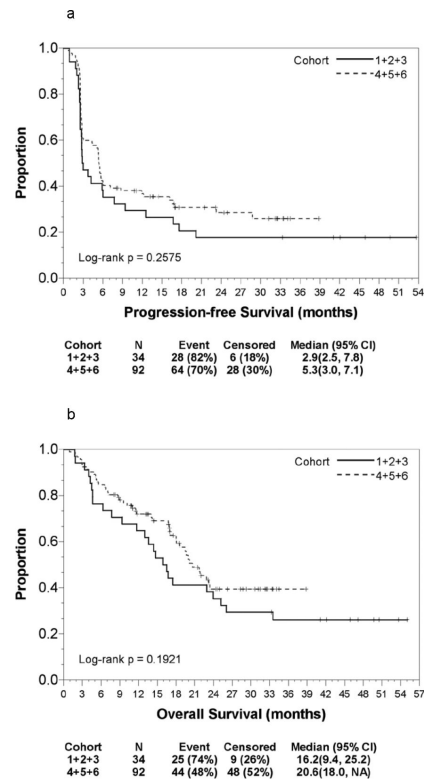 a
1.0
0.8
0.6
0.4
0.2
0.0
Proportion
Cohort 1+2+3
4+5+6
Log-rank p = 0.2575
0 3 6 9 12 15 18 21 24 27 30 33 36 39 42 45 48 51 54
Progression-free Survival (months)
Cohort N Event Censored Median (95% CI)
1+2+3 34 28 (82%) 6 (18%) 2.9(2.5, 7.8)
4+5+6 92 64 (70%) 28 (30%) 5.3(3.0, 7.1)
b
1.0
0.8
0.6
0.4
0.2
0.0
Proportion
Cohort 1+2+3
4+5+6
Log-rank p = 0.1921
0 3 6 9 12 15 18 21 24 27 30 33 36 39 42 45 48 51 54 57
Overall Survival (months)
Cohort N Event Censored Median (95% CI)
1+2+3 34 25 (74%) 9 (26%) 16.2(9.4, 25.2)
4+5+6 92 44 (48%) 48 (52%) 20.6(18.0, NA)